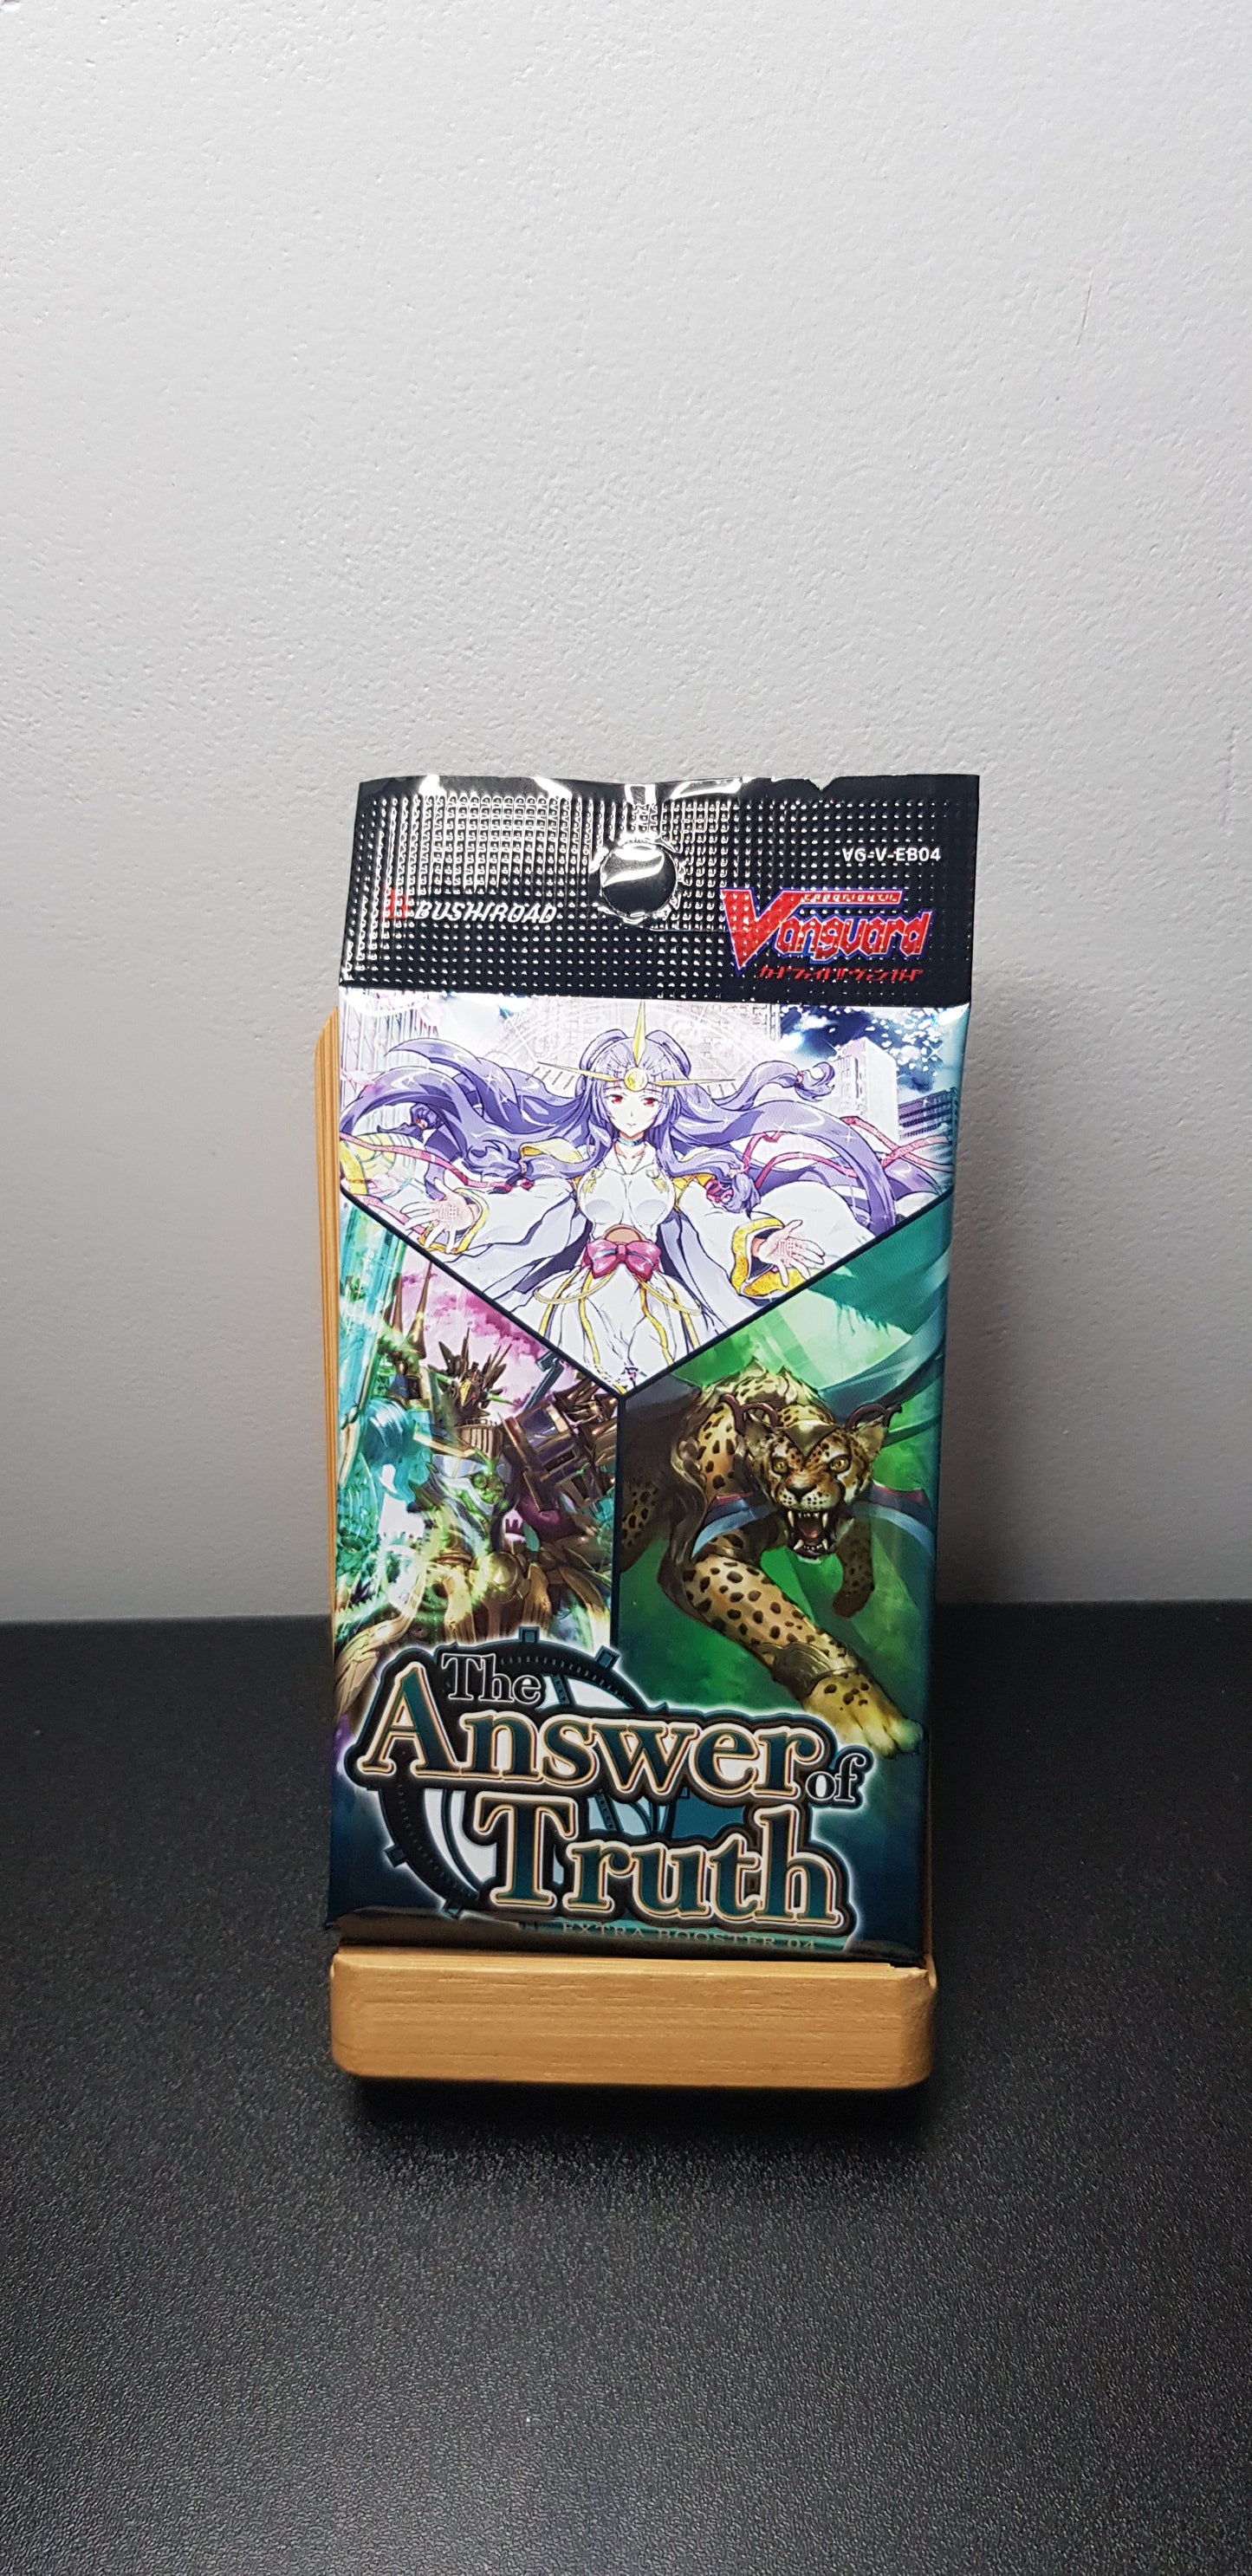 VG-V-EB04
BUSHIROAD
CARDFIGHT!!
Vanguard
カードファイト!! ヴァンガード
The
Answer of
Truth
EXTRA BOOSTER 04